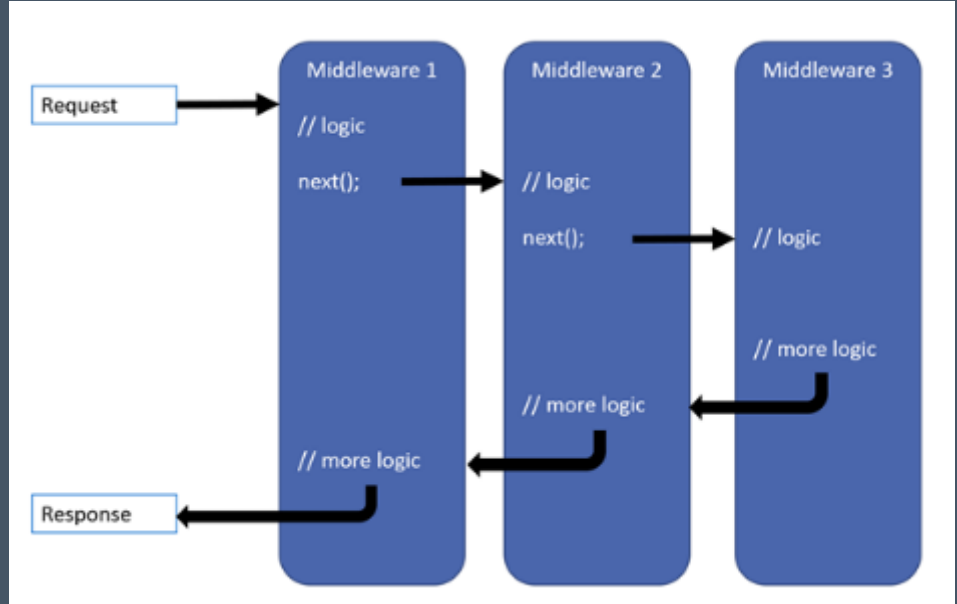 Middleware 1
Middleware 2
Middleware 3
Request
// logic
next();
// logic
next();
// logic
// more logic
// more logic
// more logic
Response